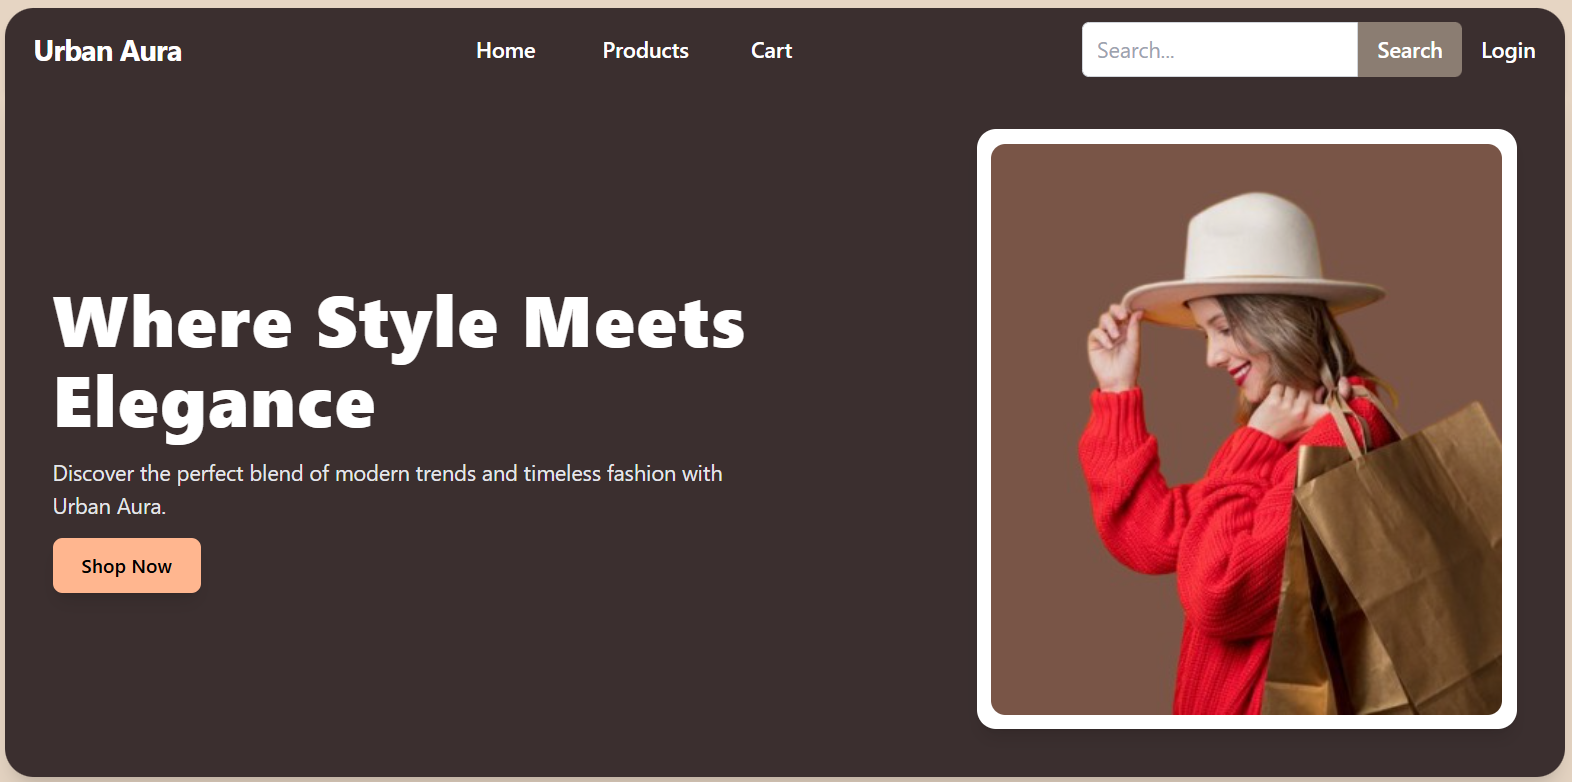 Urban Aura
Home
Products
Cart
Search...
Search
Login
Where Style Meets
Elegance
Discover the perfect blend of modern trends and timeless fashion with
Urban Aura.
Shop Now